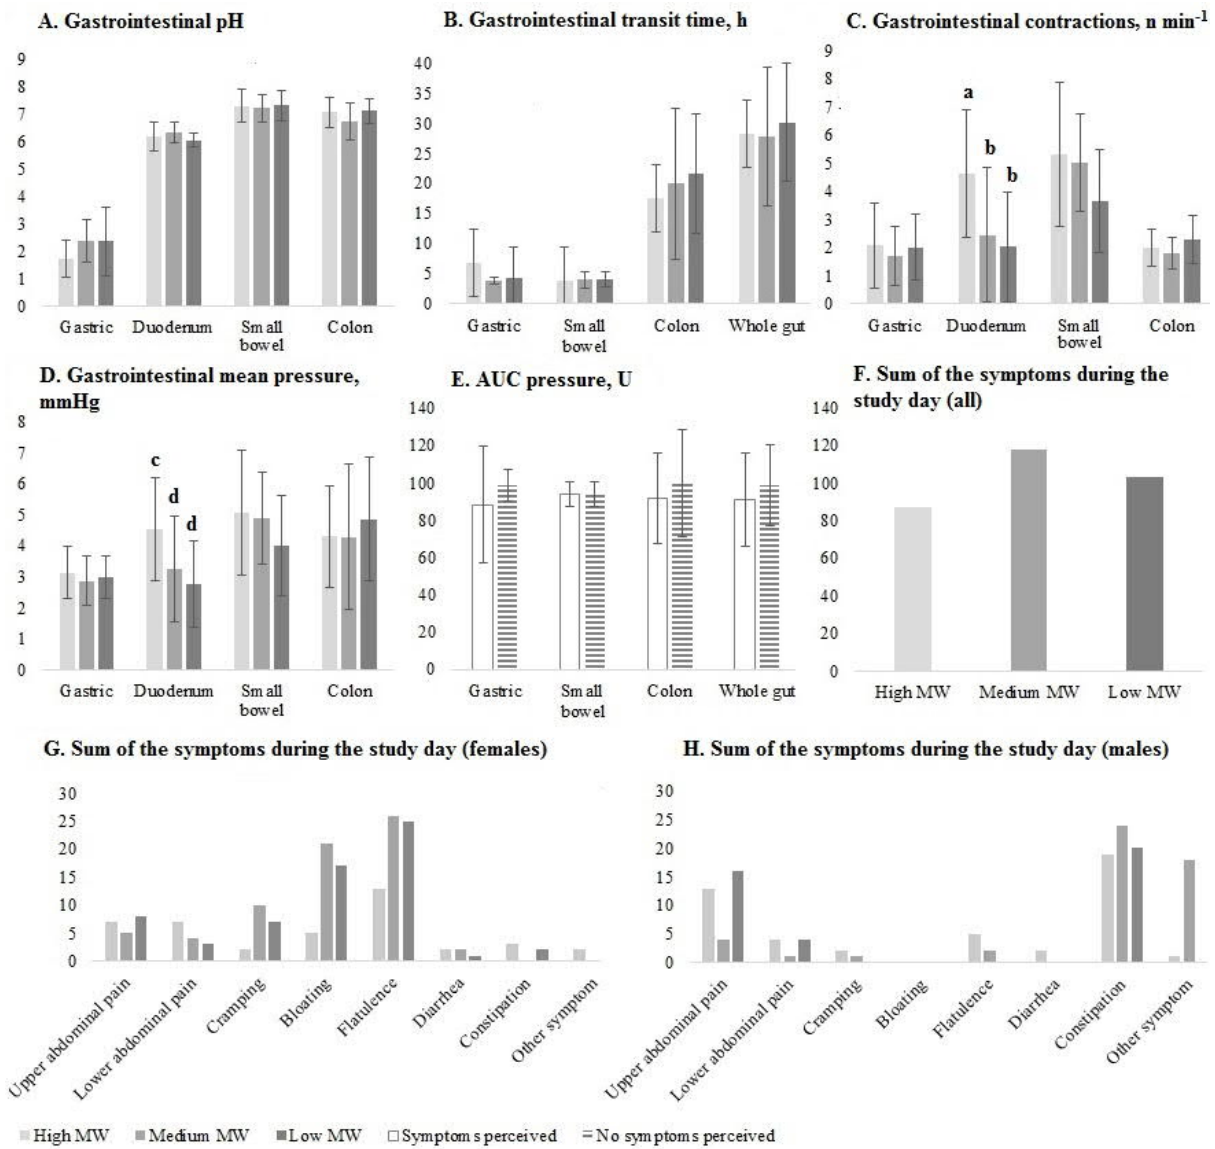 A. Gastrointestinal pH
9
8
7
6
5
4
3
2
1
0
Gastric Duodenum Small bowel Colon
B. Gastrointestinal transit time, h
40
35
30
25
20
15
10
5
0
Gastric Small bowel Colon Whole gut
C. Gastrointestinal contractions, n min-1
9
8
7
6
5
4
3
2
1
0
a
b
b
Gastric Duodenum Small bowel Colon
D. Gastrointestinal mean pressure,
mmHg
8
7
6
5
4
3
2
1
0
c
d
d
Gastric Duodenum Small bowel Colon
E. AUC pressure, U
140
120
100
80
60
40
20
0
Gastric Small bowel Colon Whole gut
F. Sum of the symptoms during the
study day (all)
140
120
100
80
60
40
20
0
High MW Medium MW Low MW
G. Sum of the symptoms during the study day (females)
30
25
20
15
10
5
0
Upper abdominal pain
Lower abdominal pain
Cramping
Bloating
Flatulence
Diarrhea
Constipation
Other symptom
H. Sum of the symptoms during the study day (males)
30
25
20
15
10
5
0
Upper abdominal pain
Lower abdominal pain
Cramping
Bloating
Flatulence
Diarrhea
Constipation
Other symptom
High MW Medium MW Low MW Symptoms perceived No symptoms perceived